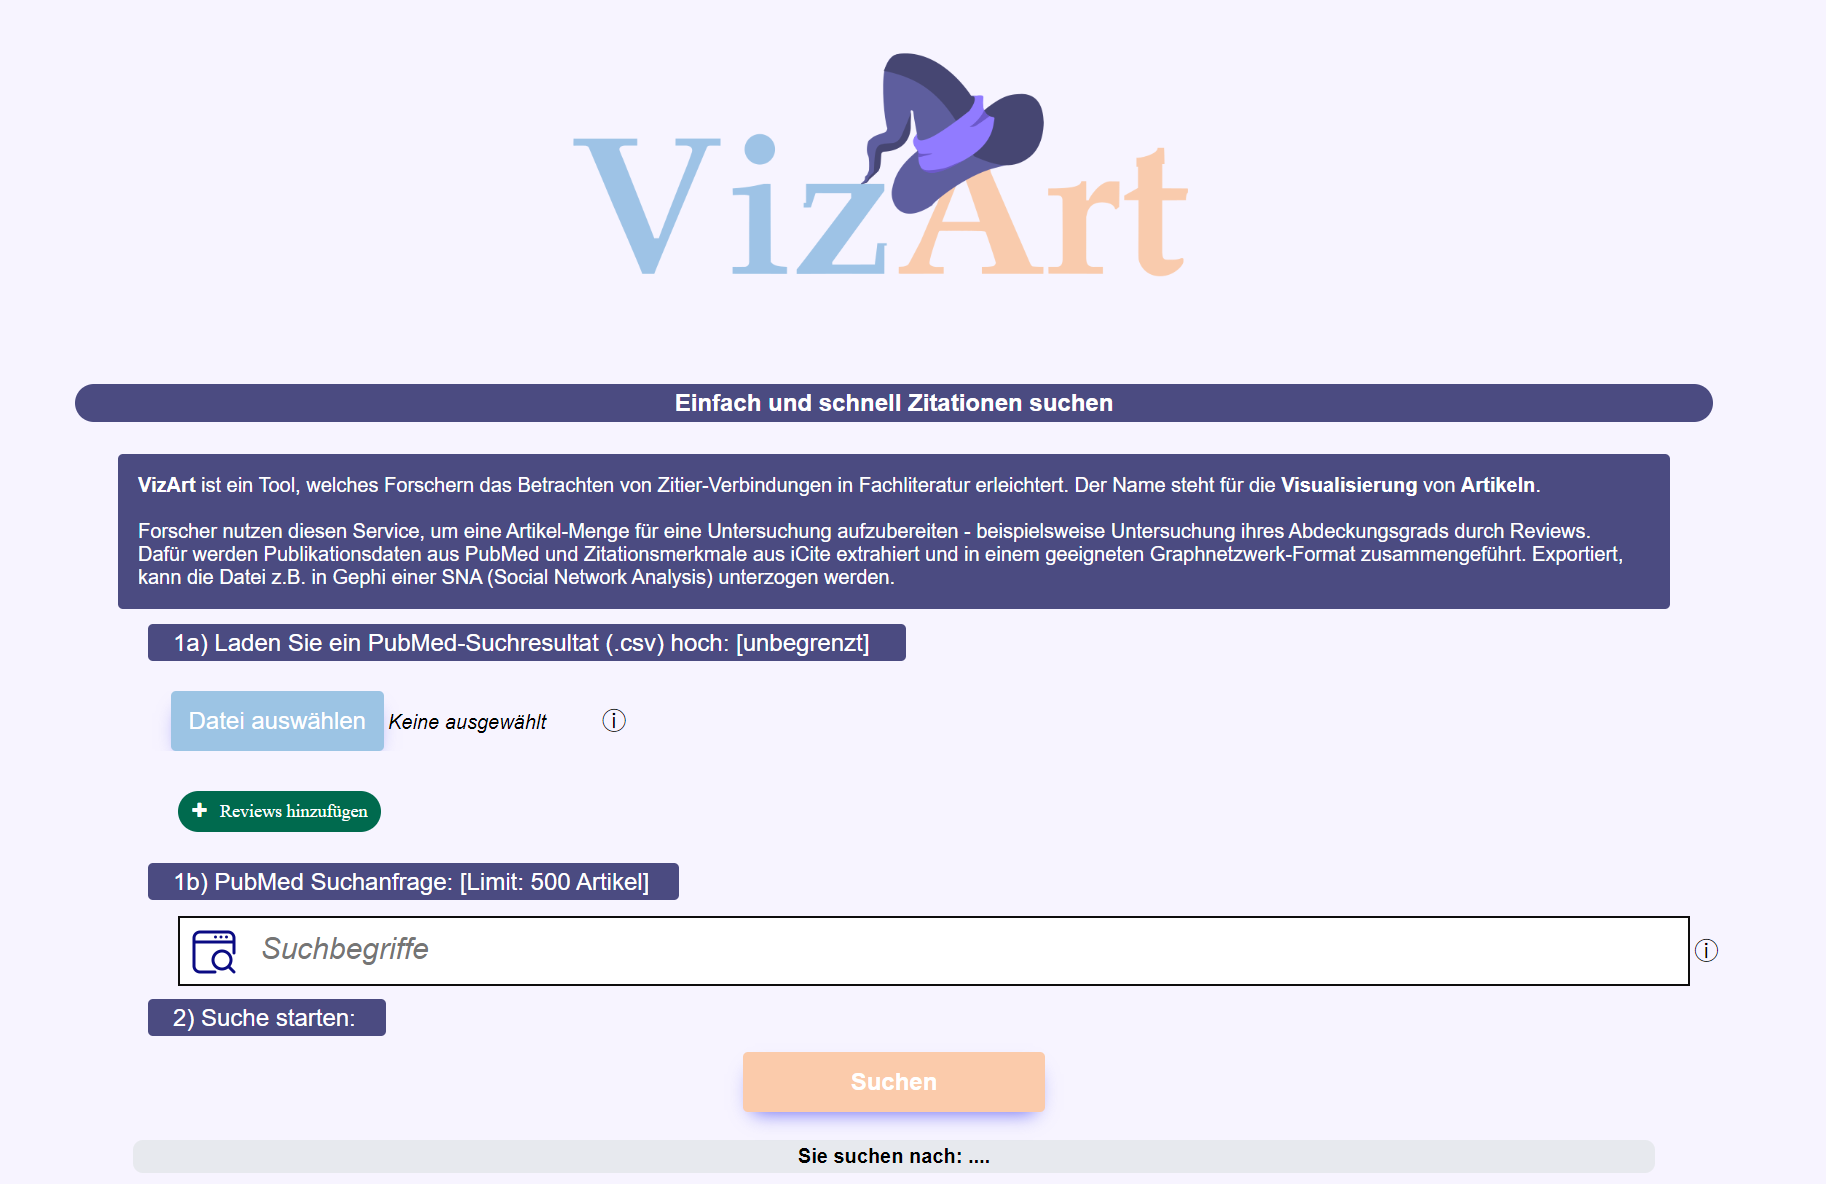 VizArt
Einfach und schnell Zitationen suchen
VizArt ist ein Tool, welches Forschern das Betrachten von Zitier-Verbindungen in Fachliteratur erleichtert. Der Name steht für die Visualisierung von Artikeln.
Forscher nutzen diesen Service, um eine Artikel-Menge für eine Untersuchung aufzubereiten - beispielsweise Untersuchung ihres Abdeckungsgrads durch Reviews.
Dafür werden Publikationsdaten aus PubMed und Zitationsmerkmale aus iCite extrahiert und in einem geeigneten Graphnetzwerk-Format zusammengeführt. Exportiert,
kann die Datei z.B. in Gephi einer SNA (Social Network Analysis) unterzogen werden.
1a) Laden Sie ein PubMed-Suchresultat (.csv) hoch: [unbegrenzt]
Datei auswählen Keine ausgewählt ⓘ
+ Reviews hinzufügen
1b) PubMed Suchanfrage: [Limit: 500 Artikel]
Suchbegriffe ⓘ
2) Suche starten:
Suchen
Sie suchen nach: ....